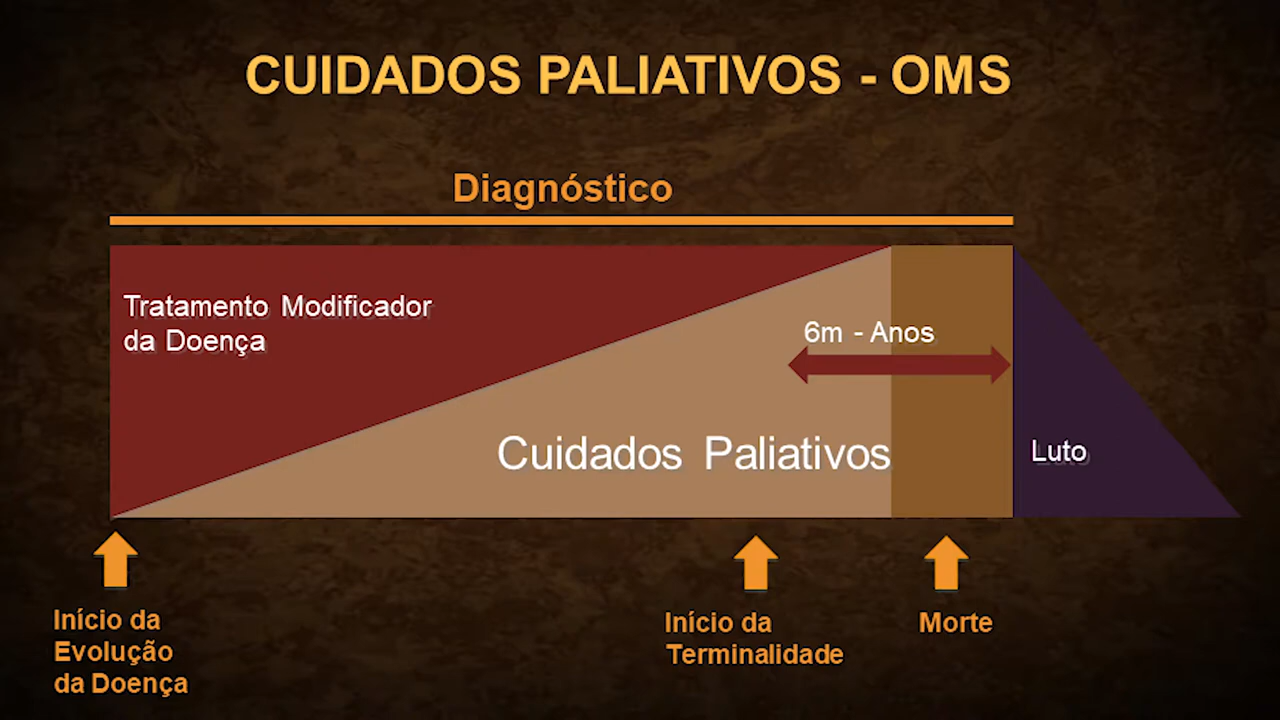 CUIDADOS PALIATIVOS - OMS
Diagnóstico
Tratamento Modificador
da Doença
6m - Anos
Cuidados Paliativos
Luto
Início da
Evolução
da Doença
Início da
Terminalidade
Morte